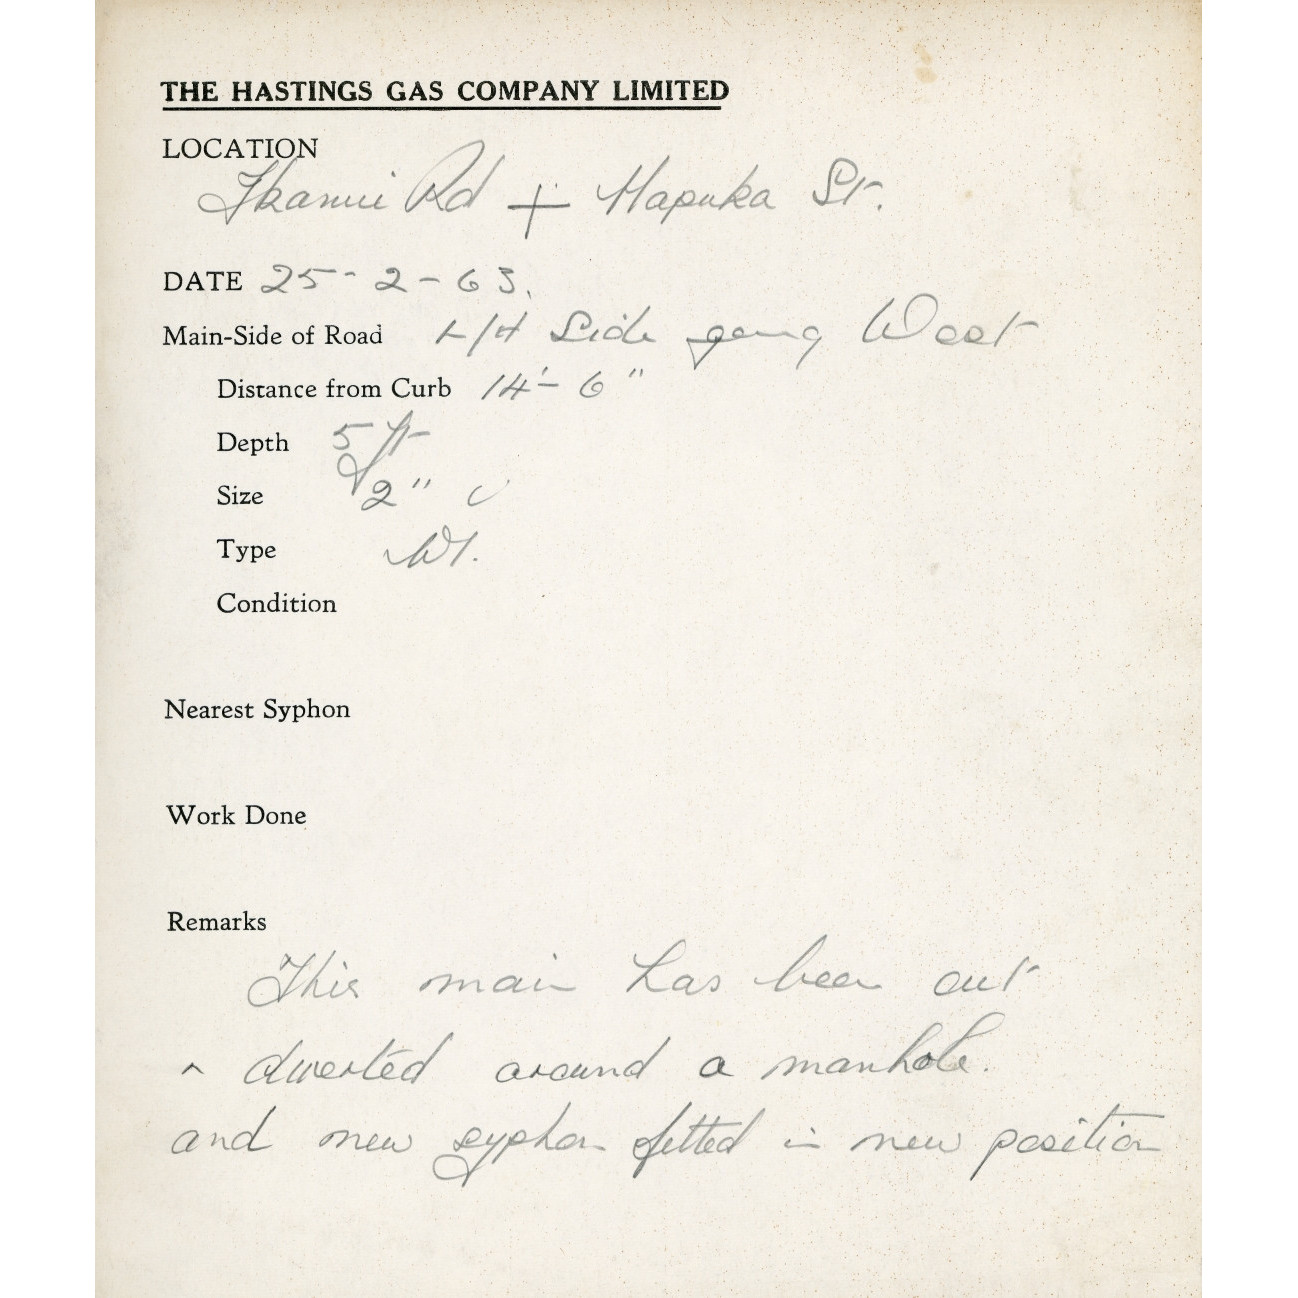 THE HASTINGS GAS COMPANY LIMITED
LOCATION
Ikanui Rd + Hapuka St.
DATE 25-2-63.
Main-Side of Road L/H Side going West
Distance from Curb 14'-6"
Depth 5 ft
Size 2"
Type W.I.
Condition
Nearest Syphon
Work Done
Remarks
This main has been cut
^ diverted around a manhole.
and new syphon fitted in new position